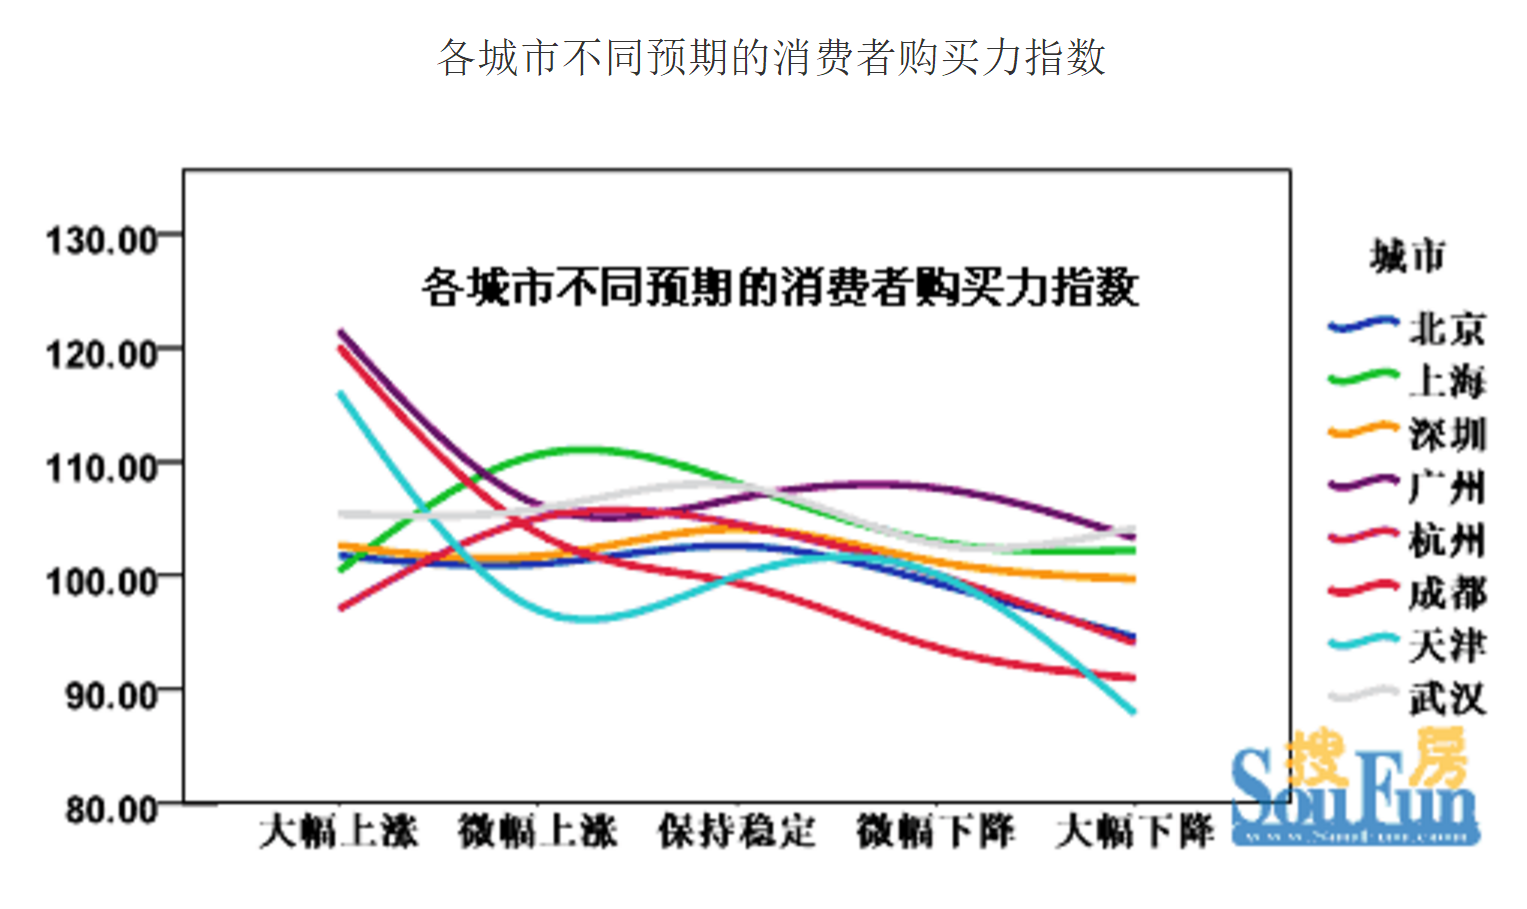 各城市不同预期的消费者购买力指数
130.00
120.00
110.00
100.00
90.00
80.00
各城市不同预期的消费者购买力指数
城市
北京
上海
深圳
广州
杭州
成都
天津
武汉
大幅上涨 微幅上涨 保持稳定 微幅下降 大幅下降
搜房
SouFun
www.SouFun.com